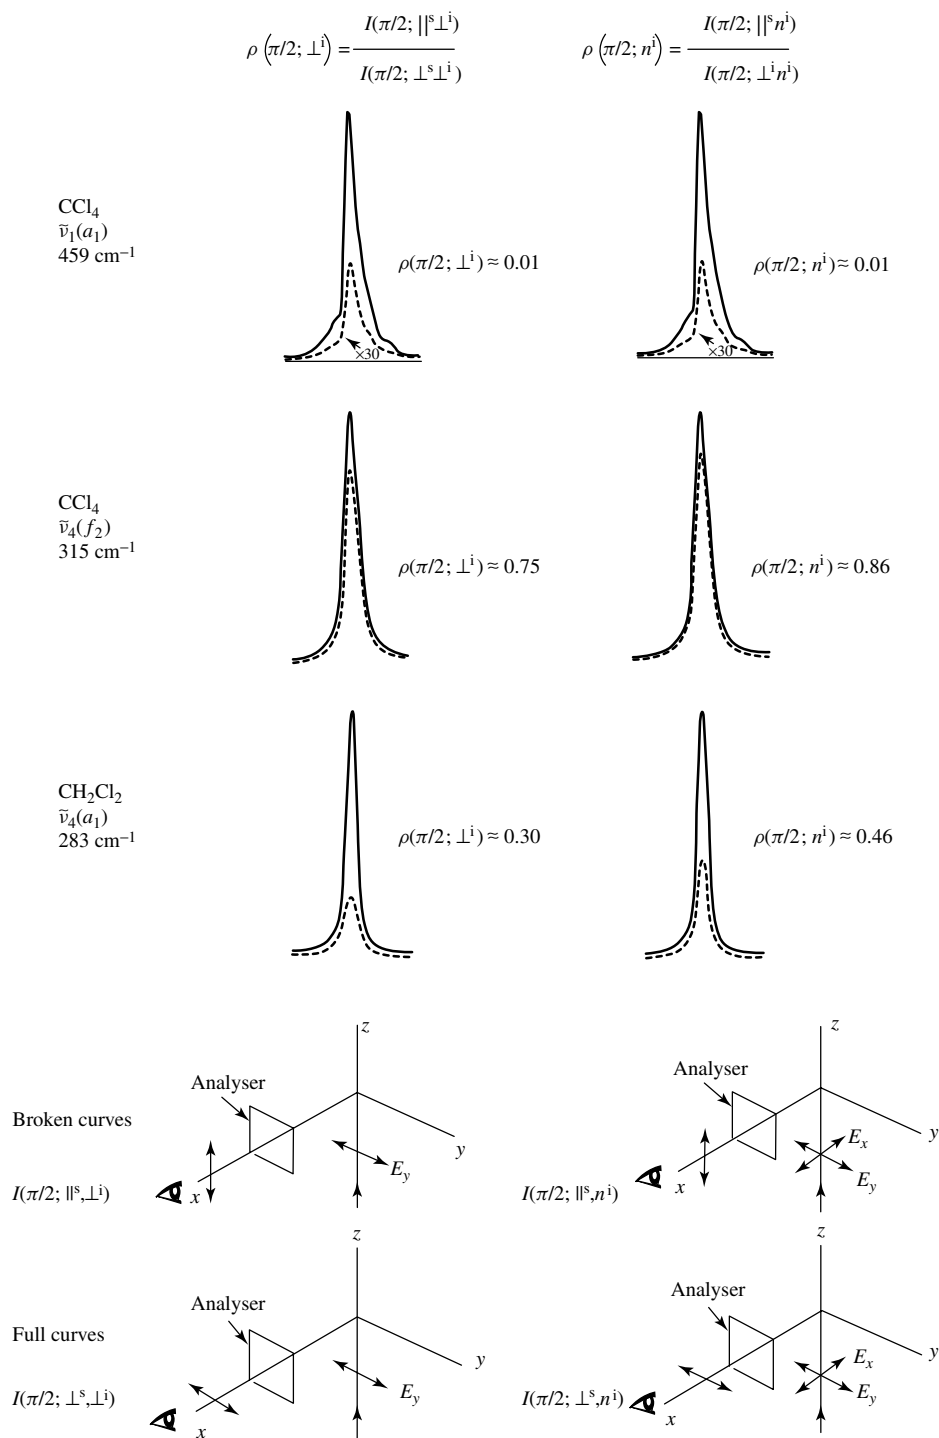 ρ (π/2; ⊥ⁱ) = I(π/2; ||ˢ⊥ⁱ) / I(π/2; ⊥ˢ⊥ⁱ)
ρ (π/2; nⁱ) = I(π/2; ||ˢnⁱ) / I(π/2; ⊥ⁱnⁱ)
CCl₄
ṽ₁(a₁)
459 cm⁻¹
ρ(π/2; ⊥ⁱ) ≈ 0.01
×30
ρ(π/2; nⁱ) ≈ 0.01
×30
CCl₄
ṽ₄(f₂)
315 cm⁻¹
ρ(π/2; ⊥ⁱ) ≈ 0.75
ρ(π/2; nⁱ) ≈ 0.86
CH₂Cl₂
ṽ₄(a₁)
283 cm⁻¹
ρ(π/2; ⊥ⁱ) ≈ 0.30
ρ(π/2; nⁱ) ≈ 0.46
Broken curves
I(π/2; ||ˢ,⊥ⁱ)
z
Analyser
y
E_y
x
I(π/2; ||ˢ,nⁱ)
z
Analyser
y
E_x
E_y
x
Full curves
I(π/2; ⊥ˢ,⊥ⁱ)
z
Analyser
y
E_y
x
I(π/2; ⊥ˢ,nⁱ)
z
Analyser
y
E_x
E_y
x